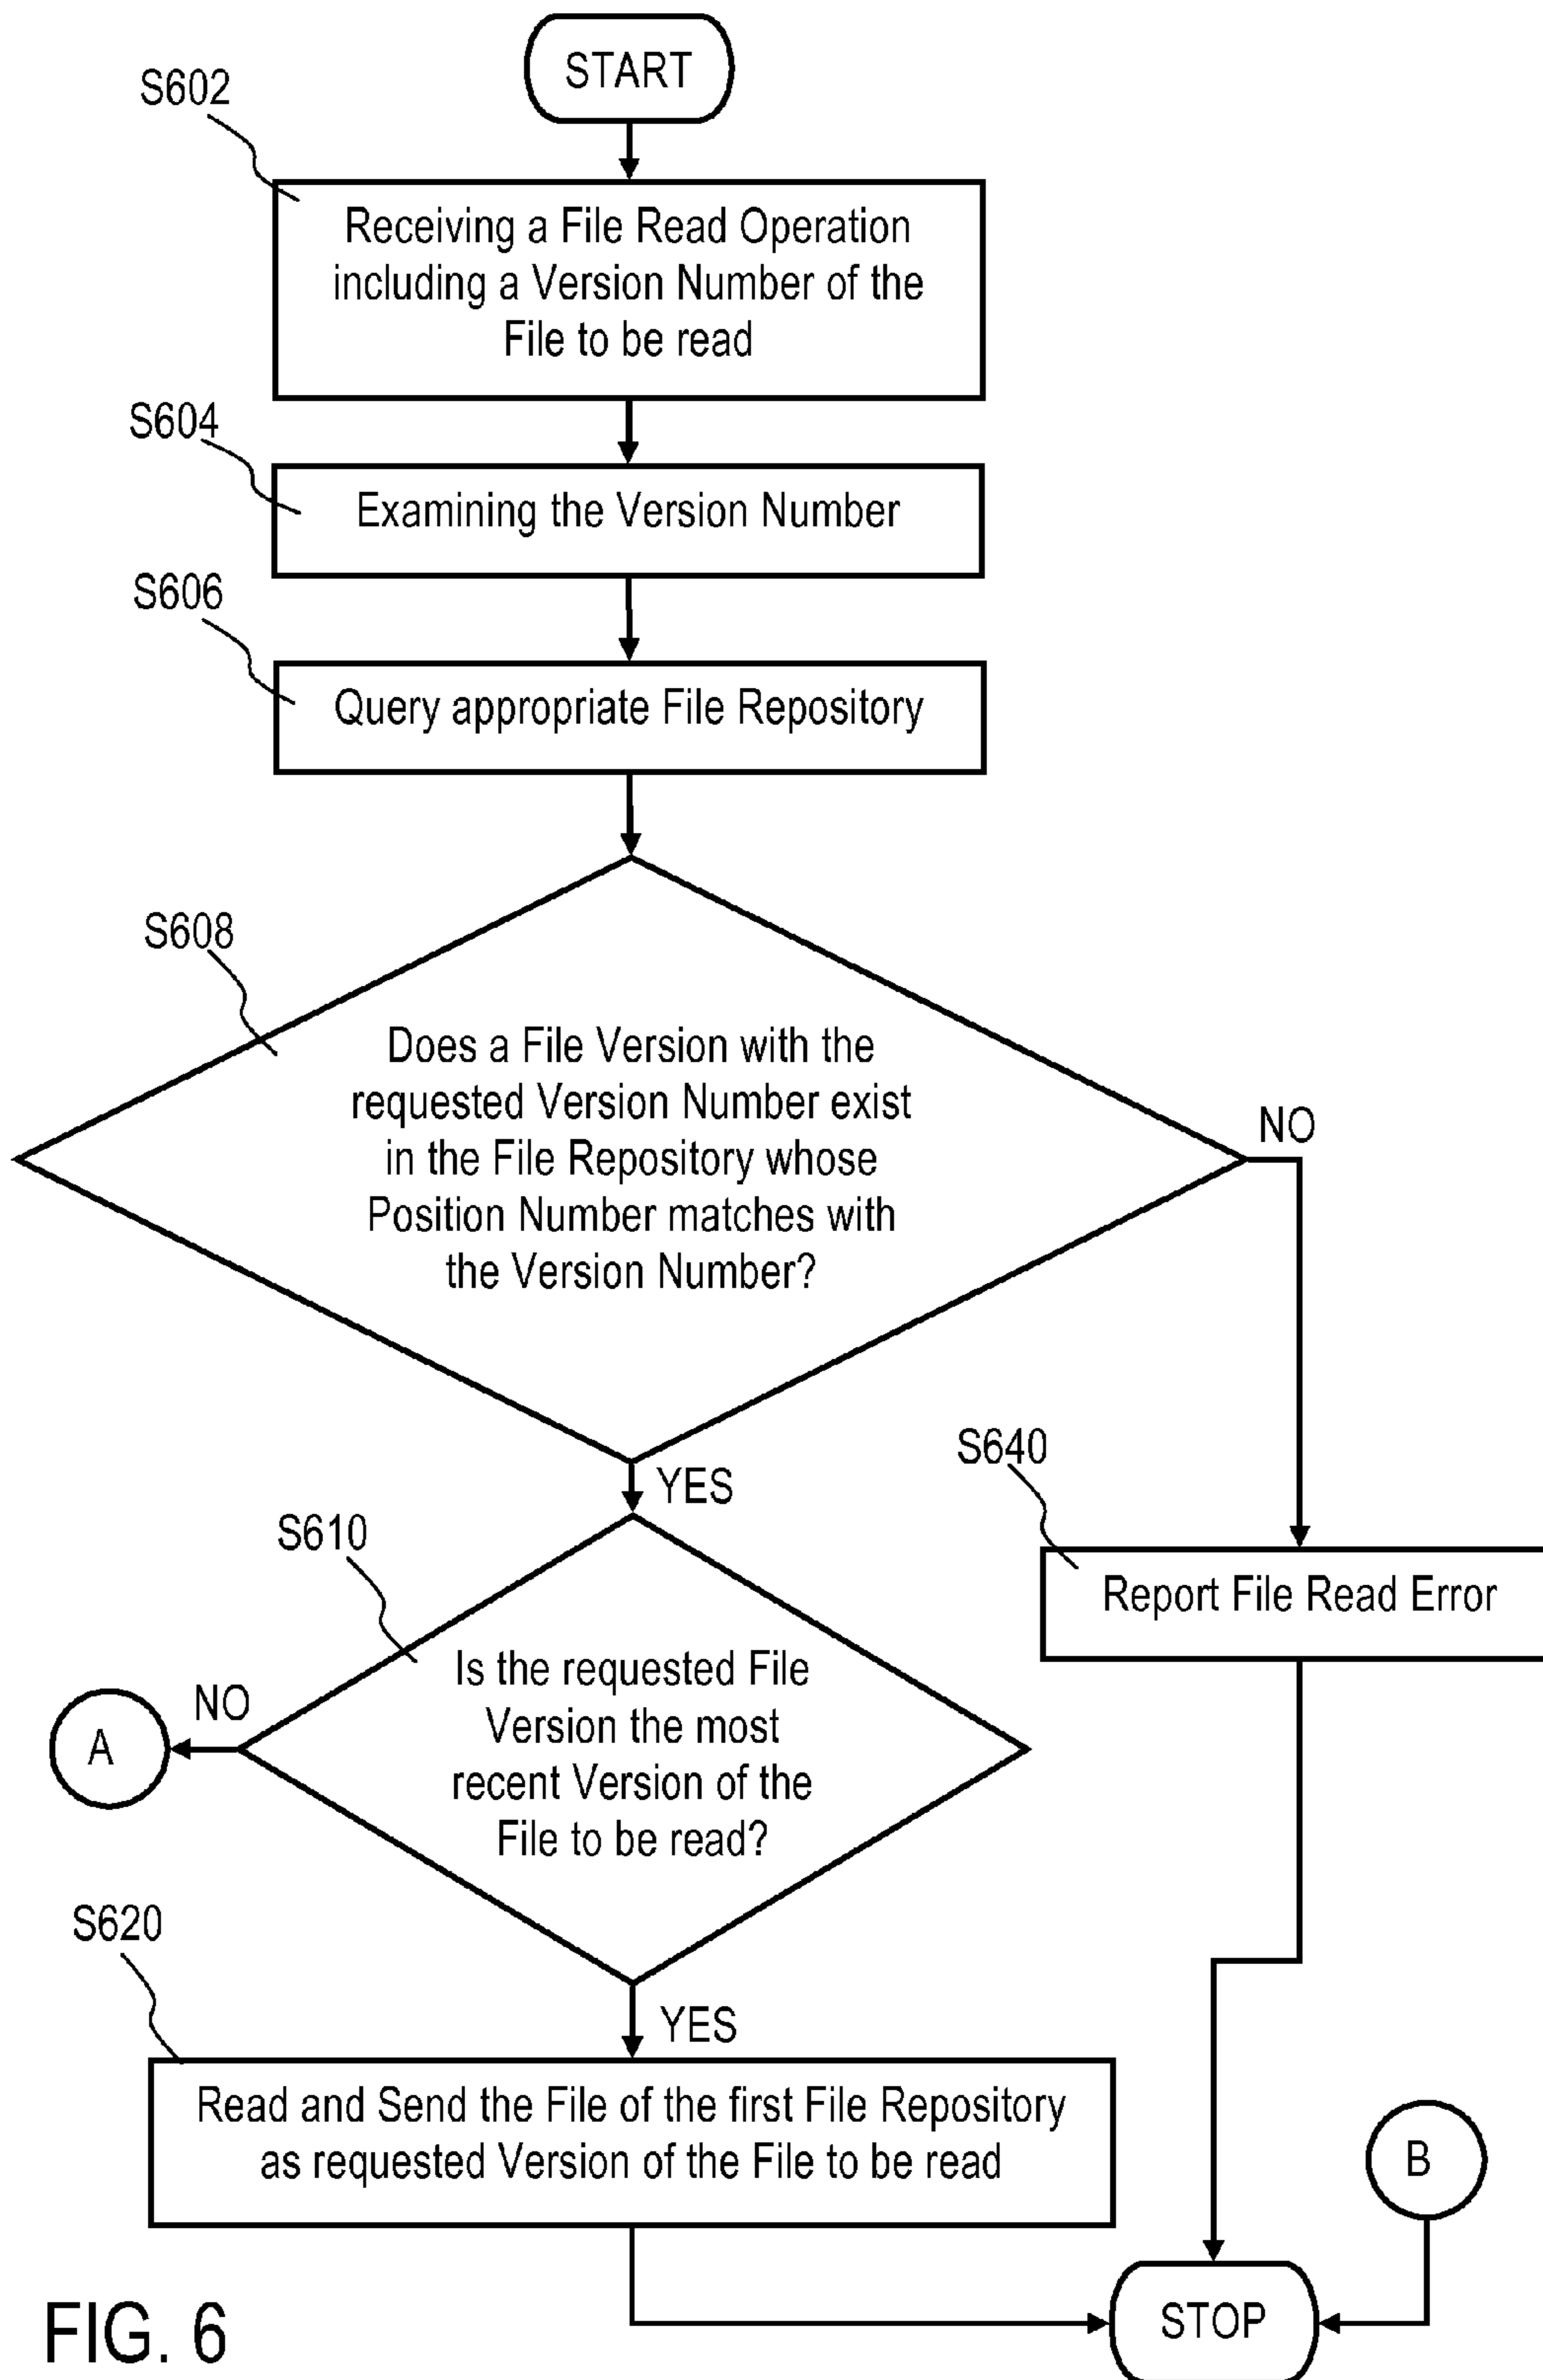 START
S602
Receiving a File Read Operation
including a Version Number of the
File to be read
S604
Examining the Version Number
S606
Query appropriate File Repository
S608
Does a File Version with the
requested Version Number exist
in the File Repository whose
Position Number matches with
the Version Number?
NO
YES
S640
Report File Read Error
S610
Is the requested File
Version the most
recent Version of the
File to be read?
NO
A
YES
S620
Read and Send the File of the first File Repository
as requested Version of the File to be read
B
STOP
FIG. 6